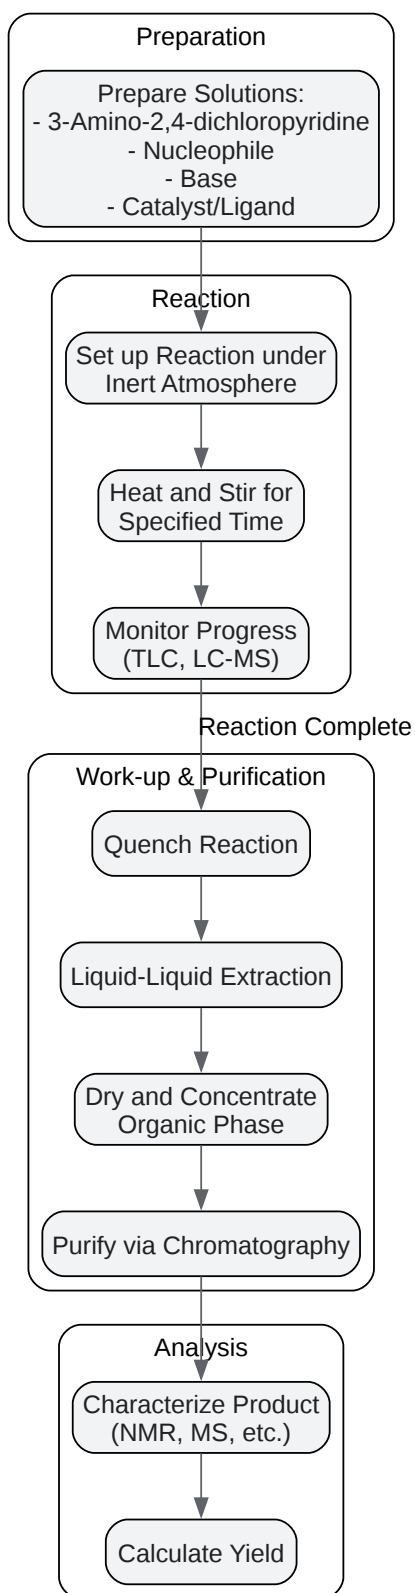 Preparation
Prepare Solutions:
- 3-Amino-2,4-dichloropyridine
- Nucleophile
- Base
- Catalyst/Ligand
Reaction
Set up Reaction under
Inert Atmosphere
Heat and Stir for
Specified Time
Monitor Progress
(TLC, LC-MS)
Reaction Complete
Work-up & Purification
Quench Reaction
Liquid-Liquid Extraction
Dry and Concentrate
Organic Phase
Purify via Chromatography
Analysis
Characterize Product
(NMR, MS, etc.)
Calculate Yield